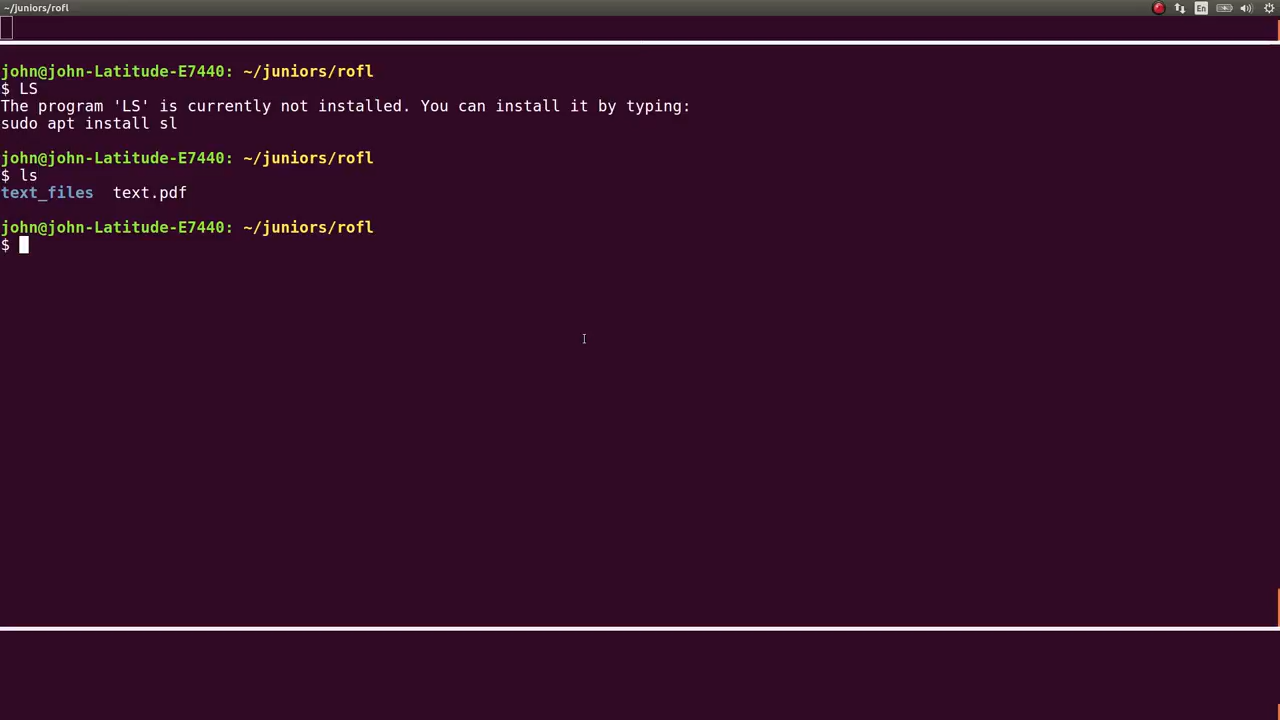 ~/juniors/rofl
En
john@john-Latitude-E7440: ~/juniors/rofl
$ LS
The program 'LS' is currently not installed. You can install it by typing:
sudo apt install sl
john@john-Latitude-E7440: ~/juniors/rofl
$ ls
text_files  text.pdf
john@john-Latitude-E7440: ~/juniors/rofl
$